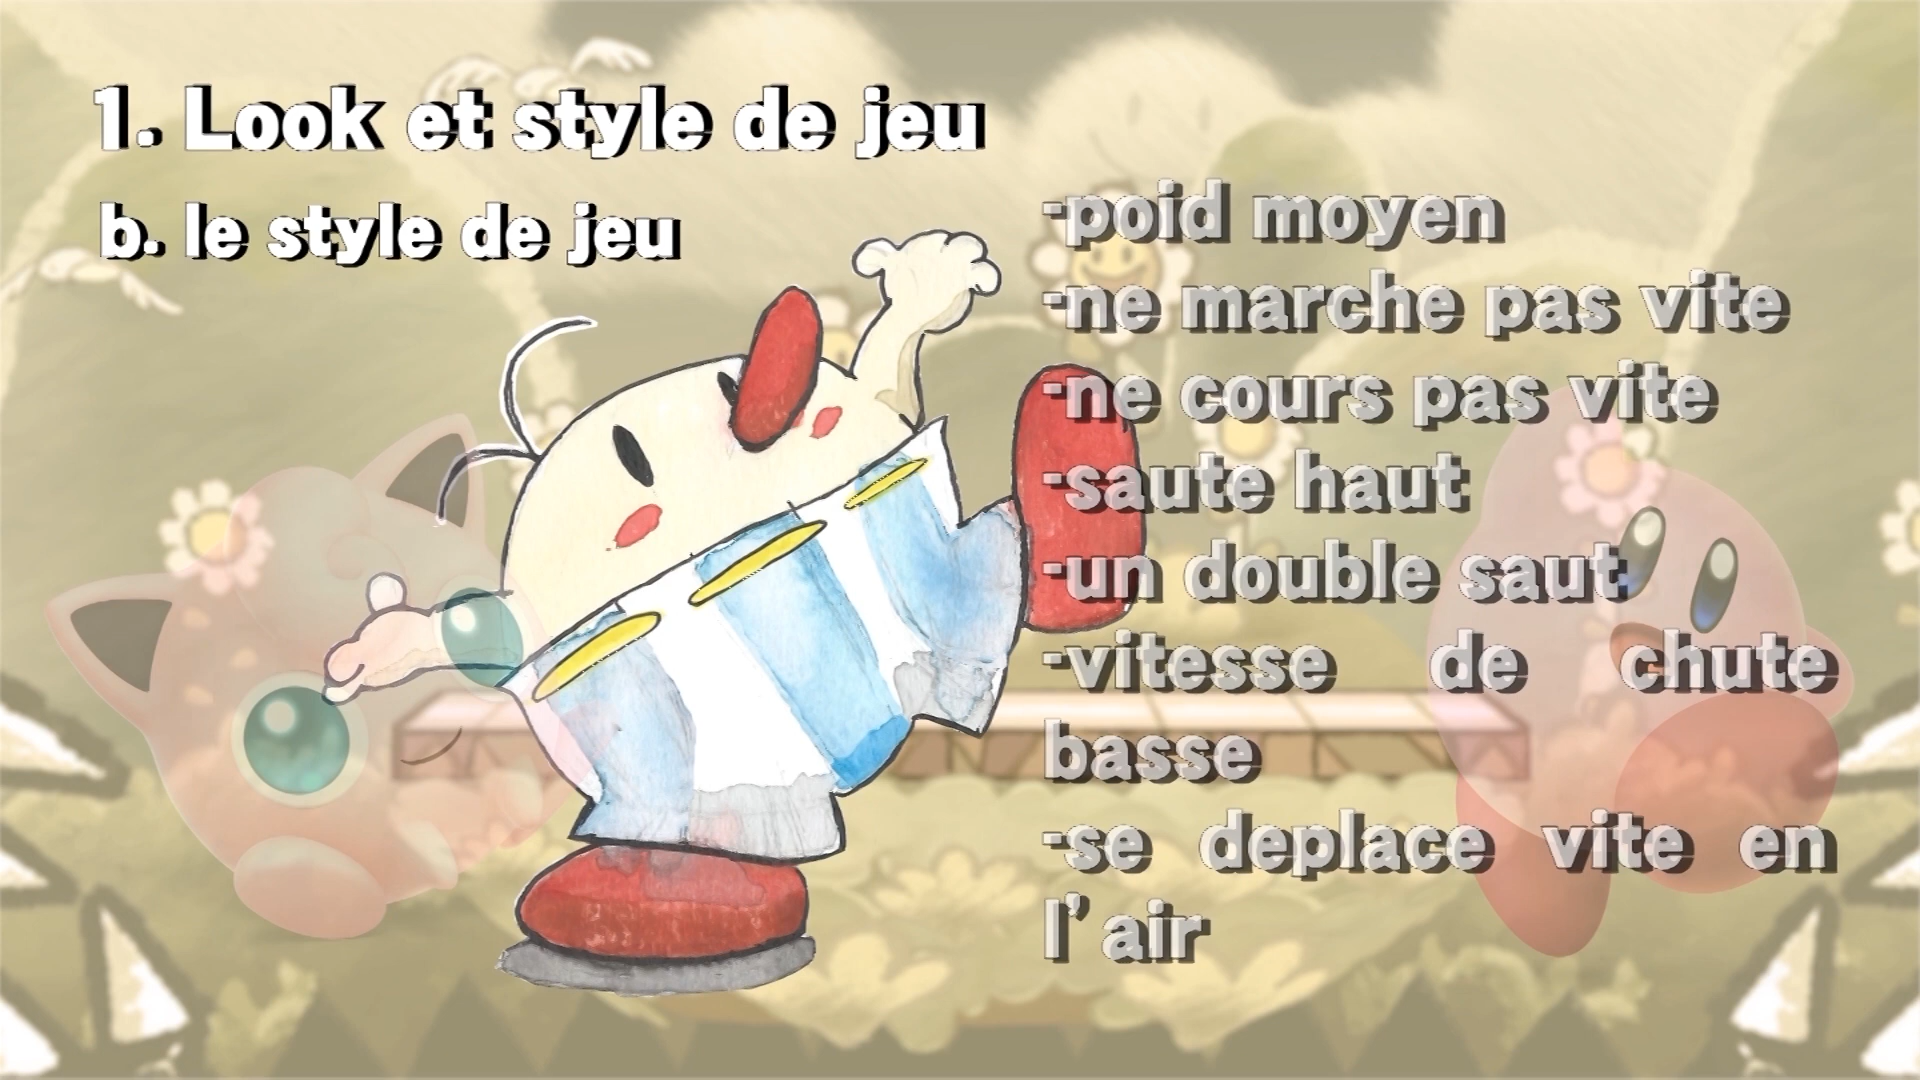 1. Look et style de jeu
b. le style de jeu
-poid moyen
-ne marche pas vite
-ne cours pas vite
-saute haut
-un double saut
-vitesse de chute
basse
-se deplace vite en
l'air